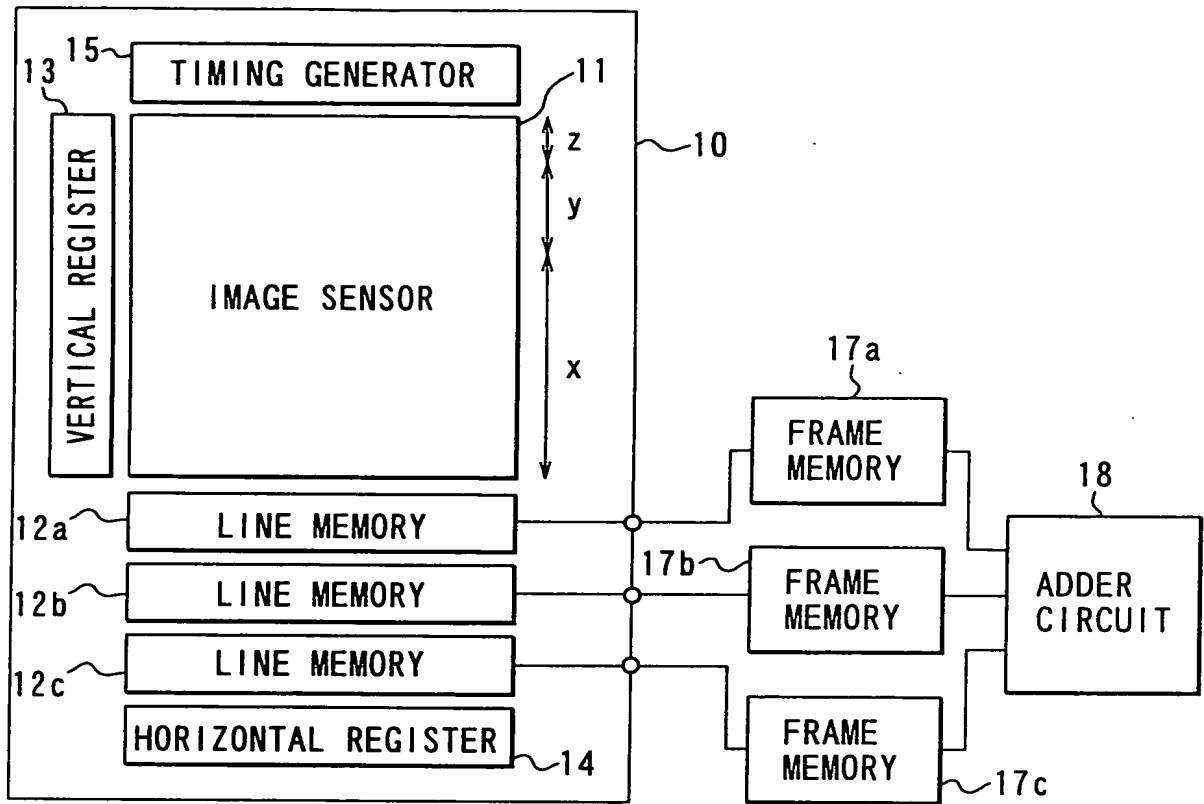 15
TIMING GENERATOR
13
11
VERTICAL REGISTER
z
10
y
IMAGE SENSOR
x
17a
FRAME
MEMORY
18
12a
LINE MEMORY
17b
FRAME
MEMORY
ADDER
CIRCUIT
12b
LINE MEMORY
12c
LINE MEMORY
FRAME
MEMORY
HORIZONTAL REGISTER
14
17c